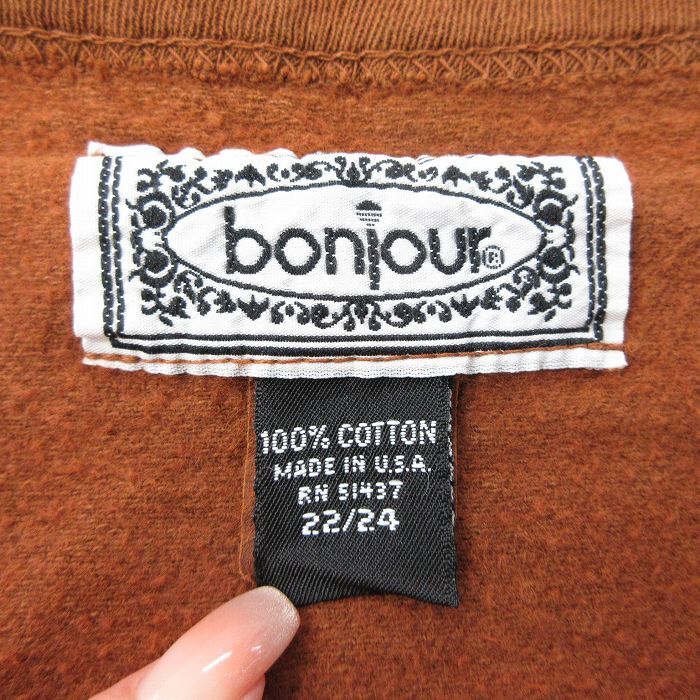 bonjour®
100% COTTON
MADE IN U.S.A.
RN 51437
22/24